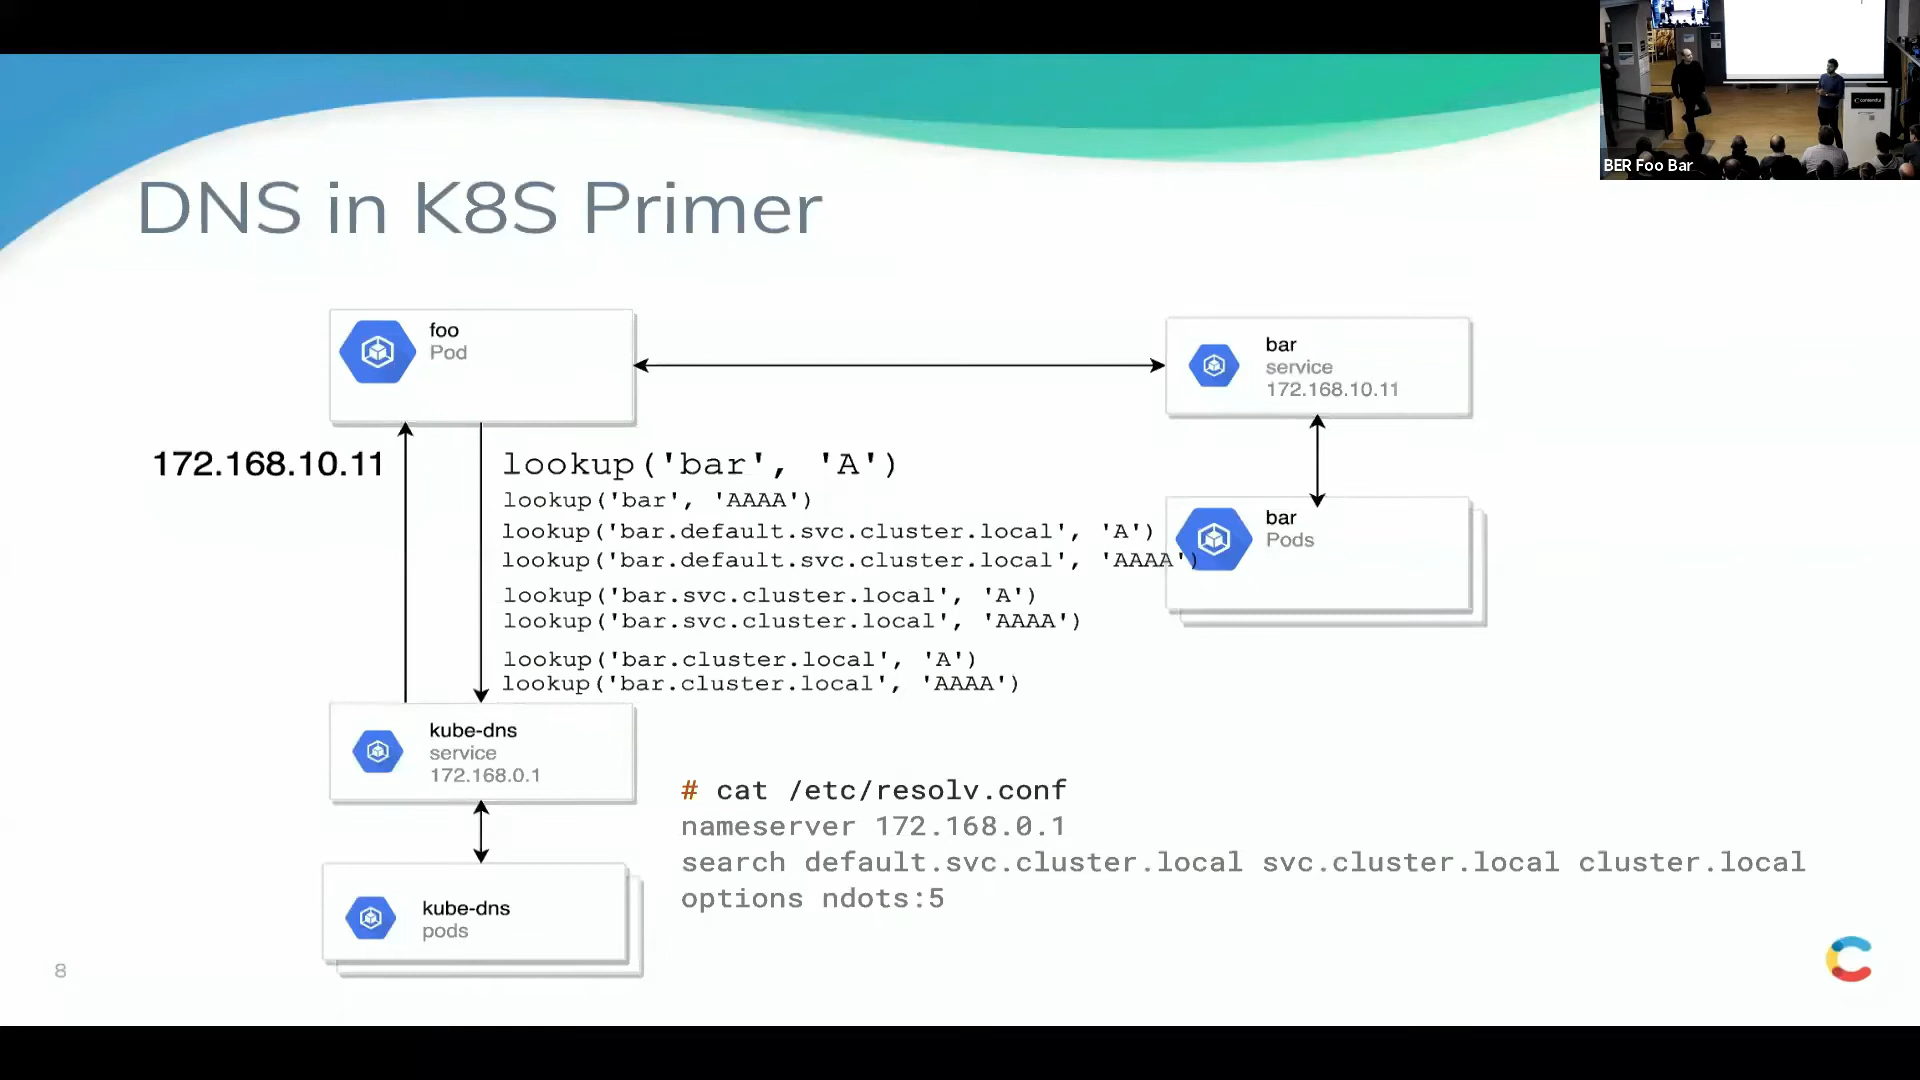 BER Foo Bar
DNS in K8S Primer
foo
Pod
bar
service
172.168.10.11
172.168.10.11
lookup('bar', 'A')
lookup('bar', 'AAAA')
lookup('bar.default.svc.cluster.local', 'A')
lookup('bar.default.svc.cluster.local', 'AAAA')
lookup('bar.svc.cluster.local', 'A')
lookup('bar.svc.cluster.local', 'AAAA')
lookup('bar.cluster.local', 'A')
lookup('bar.cluster.local', 'AAAA')
bar
Pods
kube-dns
service
172.168.0.1
# cat /etc/resolv.conf
nameserver 172.168.0.1
search default.svc.cluster.local svc.cluster.local cluster.local
options ndots:5
kube-dns
pods
8